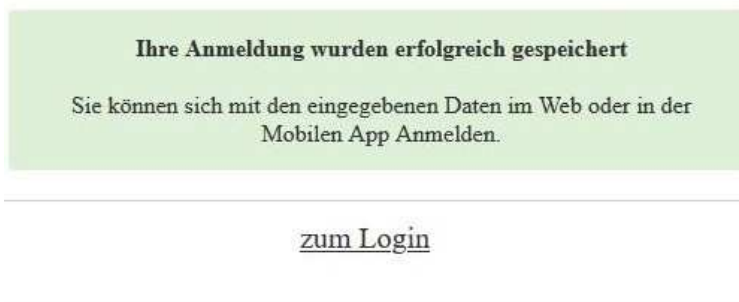 Ihre Anmeldung wurden erfolgreich gespeichert
Sie können sich mit den eingegebenen Daten im Web oder in der
Mobilen App Anmelden.
zum Login